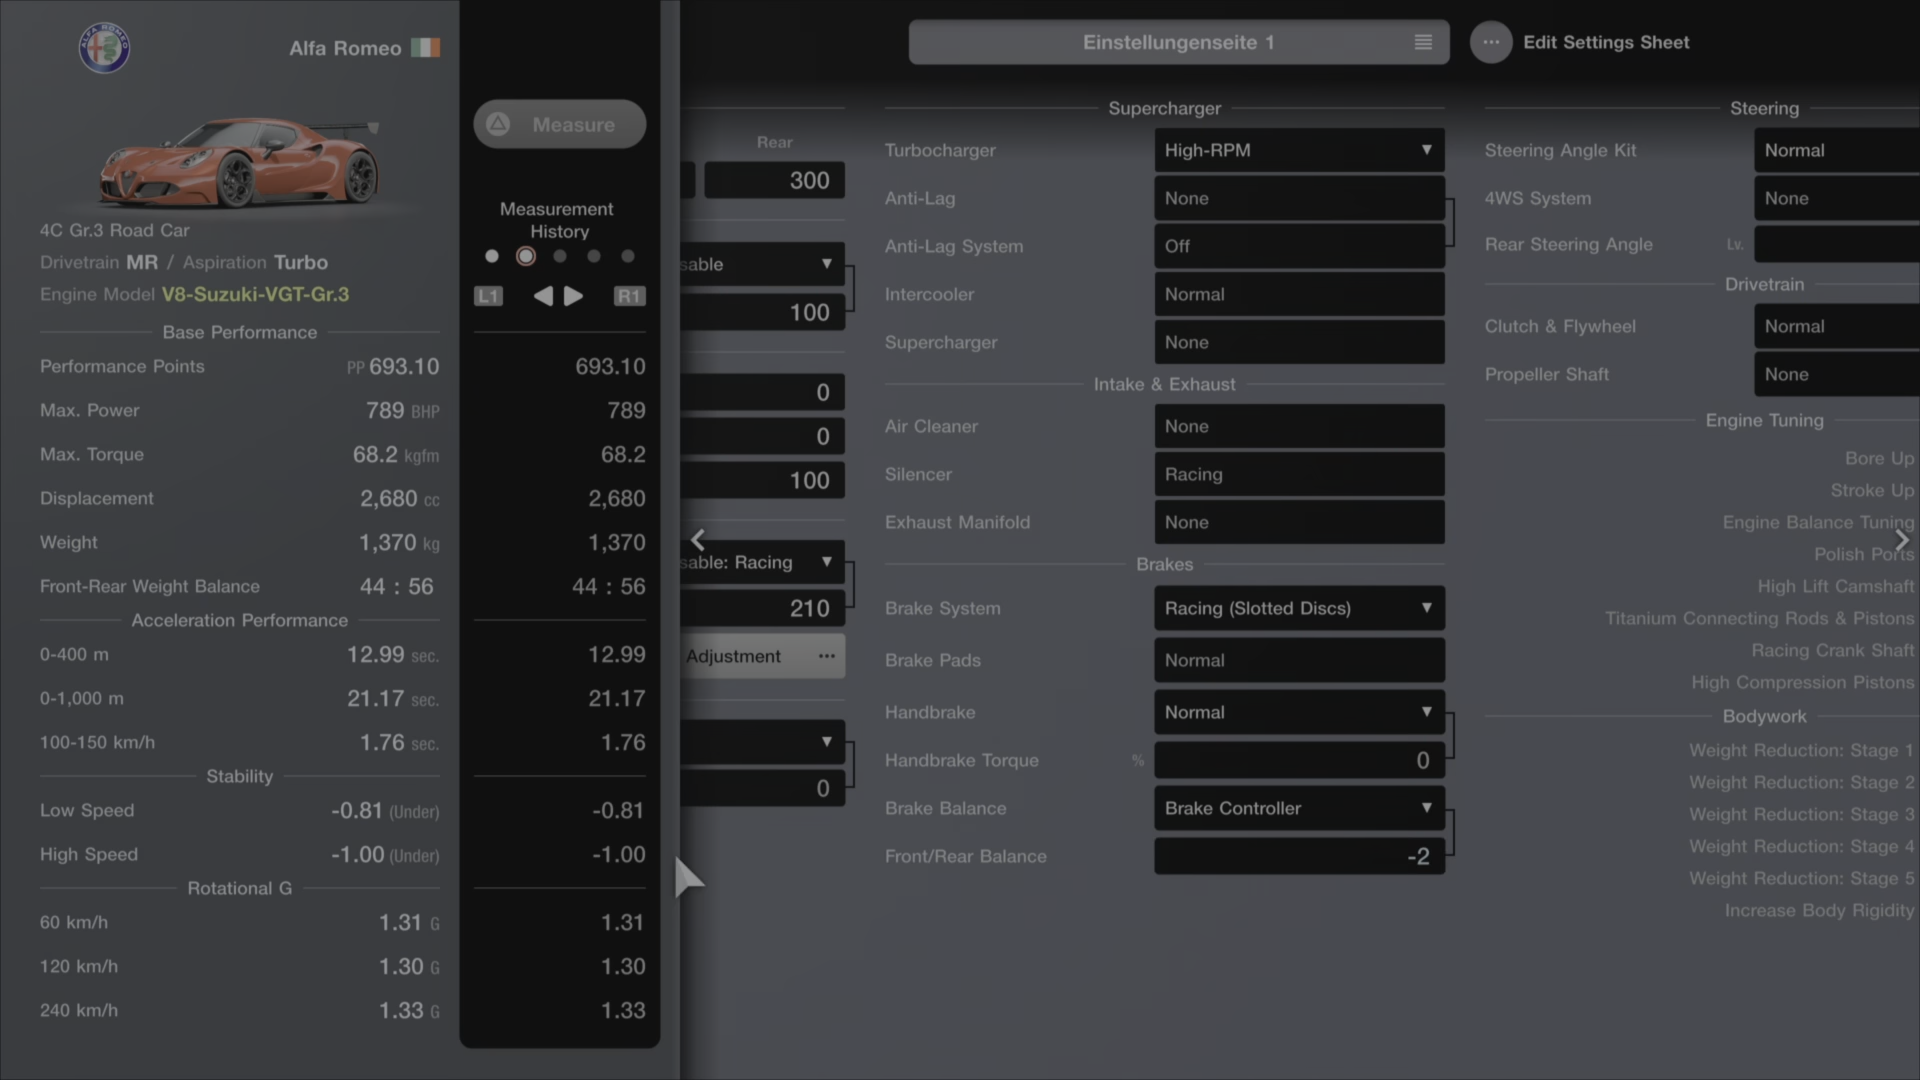 Alfa Romeo
4C Gr.3 Road Car
Drivetrain MR / Aspiration Turbo
Engine Model V8-Suzuki-VGT-Gr.3
Base Performance
Performance Points PP 693.10
Max. Power 789 BHP
Max. Torque 68.2 kgfm
Displacement 2,680 cc
Weight 1,370 kg
Front-Rear Weight Balance 44 : 56
Acceleration Performance
0-400 m 12.99 sec.
0-1,000 m 21.17 sec.
100-150 km/h 1.76 sec.
Stability
Low Speed -0.81 (Under)
High Speed -1.00 (Under)
Rotational G
60 km/h 1.31 G
120 km/h 1.30 G
240 km/h 1.33 G
Measure
Measurement
History
L1 R1
693.10
789
68.2
2,680
1,370
44 : 56
12.99
21.17
1.76
-0.81
-1.00
1.31
1.30
1.33
Einstellungenseite 1
Edit Settings Sheet
Rear
300
sable
100
0
0
100
sable: Racing
210
Adjustment
0
Supercharger
Turbocharger High-RPM
Anti-Lag None
Anti-Lag System Off
Intercooler Normal
Supercharger None
Intake & Exhaust
Air Cleaner None
Silencer Racing
Exhaust Manifold None
Brakes
Brake System Racing (Slotted Discs)
Brake Pads Normal
Handbrake Normal
Handbrake Torque % 0
Brake Balance Brake Controller
Front/Rear Balance -2
Steering
Steering Angle Kit Normal
4WS System None
Rear Steering Angle Lv.
Drivetrain
Clutch & Flywheel Normal
Propeller Shaft None
Engine Tuning
Bore Up
Stroke Up
Engine Balance Tuning
Polish Ports
High Lift Camshaft
Titanium Connecting Rods & Pistons
Racing Crank Shaft
High Compression Pistons
Bodywork
Weight Reduction: Stage 1
Weight Reduction: Stage 2
Weight Reduction: Stage 3
Weight Reduction: Stage 4
Weight Reduction: Stage 5
Increase Body Rigidity